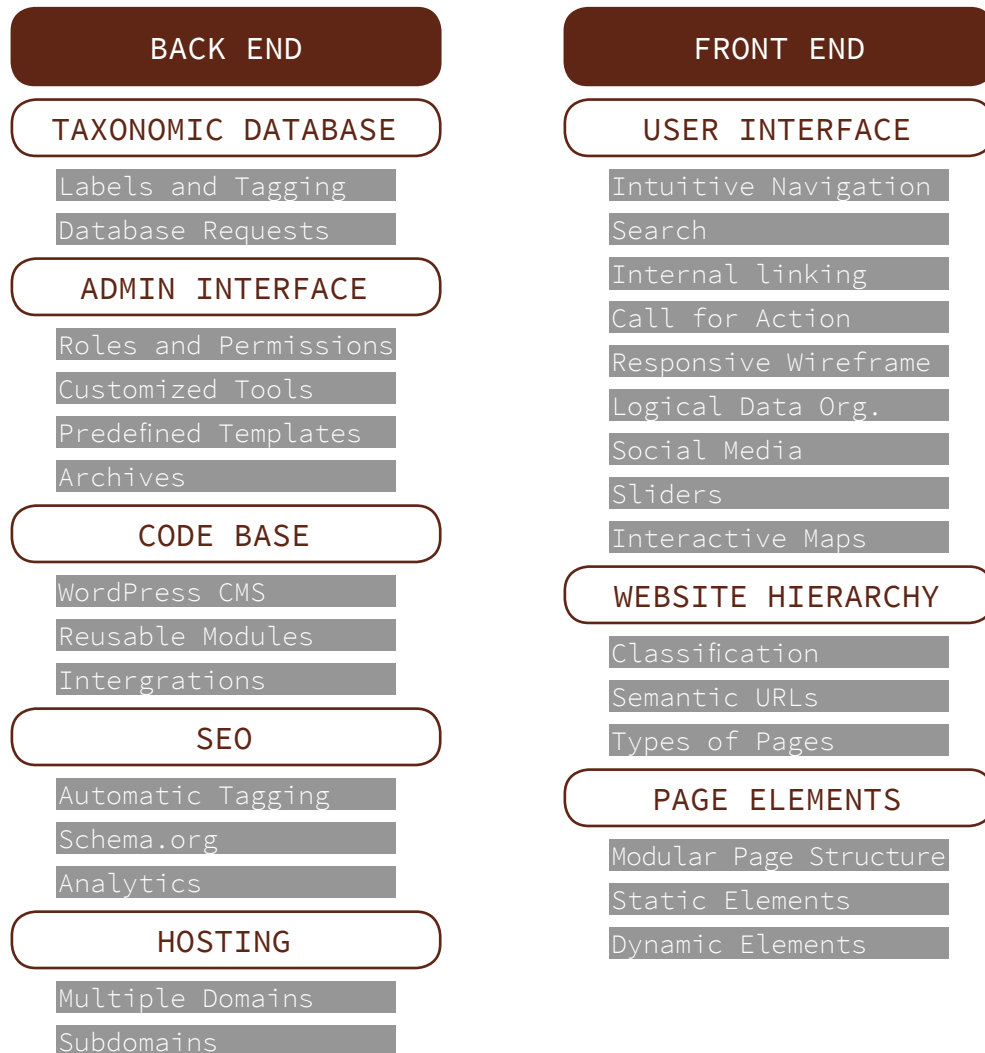 BACK END
TAXONOMIC DATABASE
Labels and Tagging
Database Requests
ADMIN INTERFACE
Roles and Permissions
Customized Tools
Predefined Templates
Archives
CODE BASE
WordPress CMS
Reusable Modules
Intergrations
SEO
Automatic Tagging
Schema.org
Analytics
HOSTING
Multiple Domains
Subdomains
FRONT END
USER INTERFACE
Intuitive Navigation
Search
Internal linking
Call for Action
Responsive Wireframe
Logical Data Org.
Social Media
Sliders
Interactive Maps
WEBSITE HIERARCHY
Classification
Semantic URLs
Types of Pages
PAGE ELEMENTS
Modular Page Structure
Static Elements
Dynamic Elements